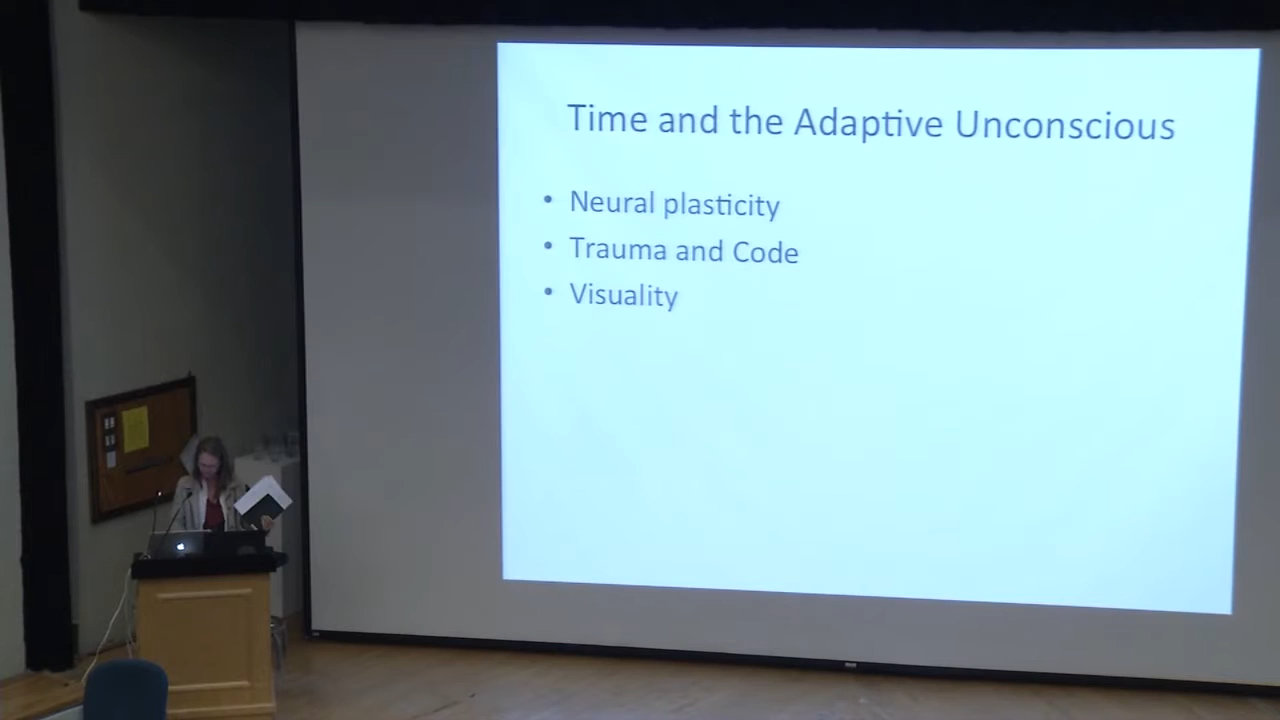 Time and the Adaptive Unconscious
• Neural plasticity
• Trauma and Code
• Visuality